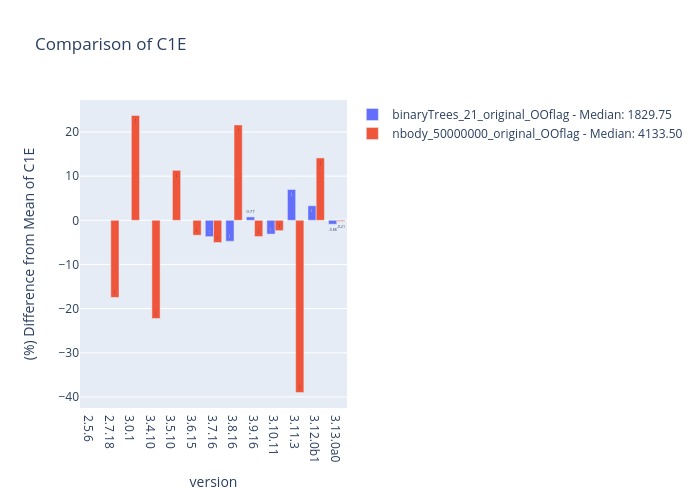 Comparison of C1E
binaryTrees_21_original_OOflag - Median: 1829.75
nbody_50000000_original_OOflag - Median: 4133.50
(%) Difference from Mean of C1E
20
10
0
−10
−20
−30
−40
2.5.6
2.7.18
3.0.1
3.4.10
3.5.10
3.6.15
3.7.16
3.8.16
3.9.16
3.10.11
3.11.3
3.12.0b1
3.13.0a0
version